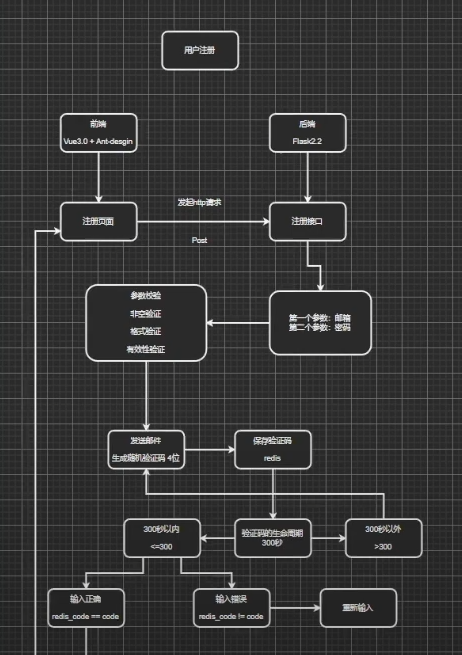 用户注册
前端
Vue3.0 + Ant-desgin
后端
Flask2.2
注册页面
发起http请求
Post
注册接口
参数校验
非空验证
格式验证
有效性验证
第一个参数：邮箱
第二个参数：密码
发送邮件
生成随机验证码 4位
保存验证码
redis
300秒以内
<=300
验证码的生命周期
300秒
300秒以外
>300
输入正确
redis_code == code
输入错误
redis_code != code
重新输入